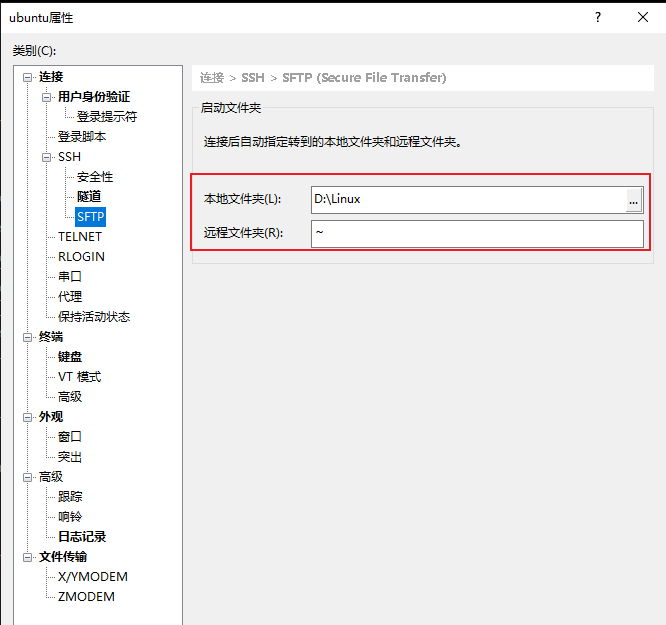 ubuntu属性
?
类别(C):
连接
用户身份验证
登录提示符
登录脚本
SSH
安全性
隧道
SFTP
TELNET
RLOGIN
串口
代理
保持活动状态
终端
键盘
VT 模式
高级
外观
窗口
突出
高级
跟踪
响铃
日志记录
文件传输
X/YMODEM
ZMODEM
连接 > SSH > SFTP (Secure File Transfer)
启动文件夹
连接后自动指定转到的本地文件夹和远程文件夹。
本地文件夹(L): D:\Linux ...
远程文件夹(R): ~